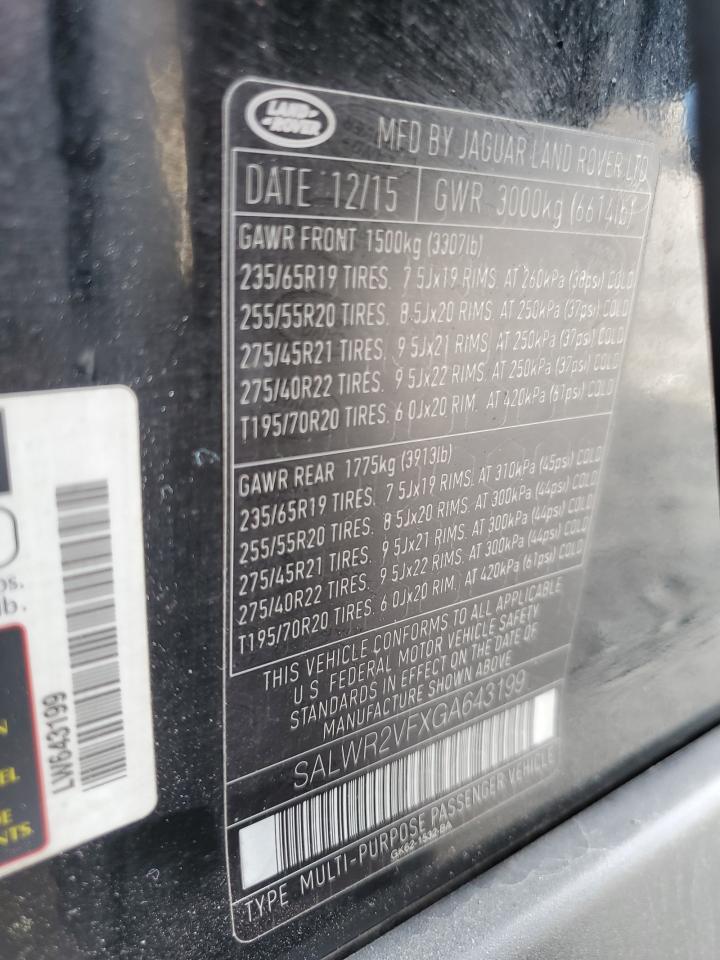 LAND ROVER
MFD BY JAGUAR LAND ROVER LTD
DATE 12/15 GWR 3000kg (6614lb)
GAWR FRONT 1500kg (3307lb)
235/65R19 TIRES. 7 5Jx19 RIMS. AT 260kPa (38psi) COLD
255/55R20 TIRES. 8 5Jx20 RIMS. AT 250kPa (37psi) COLD
275/45R21 TIRES. 9 5Jx21 RIMS. AT 250kPa (37psi) COLD
275/40R22 TIRES. 9 5Jx22 RIMS. AT 250kPa (37psi) COLD
T195/70R20 TIRES. 6 0Jx20 RIM. AT 420kPa (61psi) COLD
GAWR REAR 1775kg (3913lb)
235/65R19 TIRES. 7 5Jx19 RIMS. AT 310kPa (45psi) COLD
255/55R20 TIRES. 8 5Jx20 RIMS. AT 300kPa (44psi) COLD
275/45R21 TIRES. 9 5Jx21 RIMS. AT 300kPa (44psi) COLD
275/40R22 TIRES. 9 5Jx22 RIMS. AT 300kPa (44psi) COLD
T195/70R20 TIRES. 6 0Jx20 RIM. AT 420kPa (61psi) COLD
THIS VEHICLE CONFORMS TO ALL APPLICABLE
U S FEDERAL MOTOR VEHICLE SAFETY
STANDARDS IN EFFECT ON THE DATE OF
MANUFACTURE SHOWN ABOVE
SALWR2VFXGA643199
TYPE MULTI-PURPOSE PASSENGER VEHICLE
GK62-1532-BA
LW643199
lb.